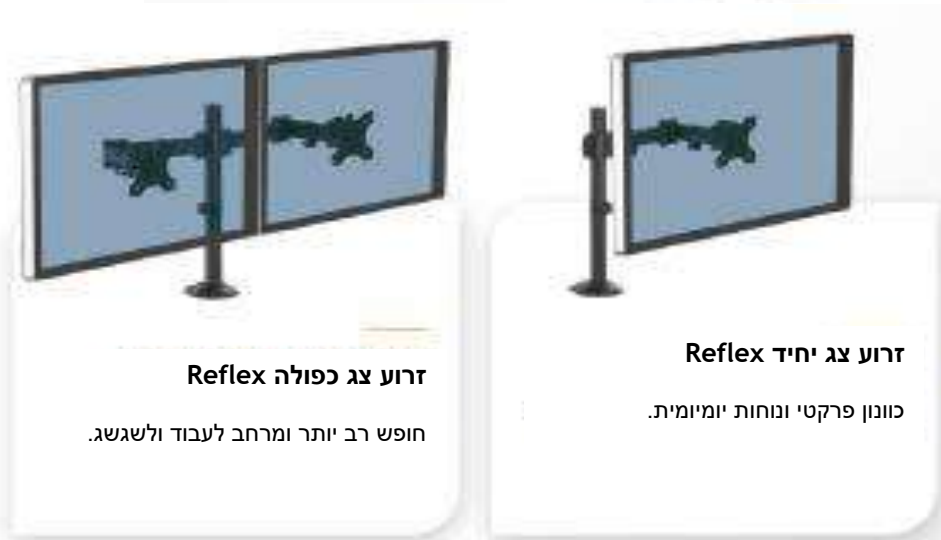 זרוע צג יחיד Reflex
כוונון פרקטי ונוחות יומיומית.
זרוע צג כפולה Reflex
חופש רב יותר ומרחב לעבוד ולשגשג.